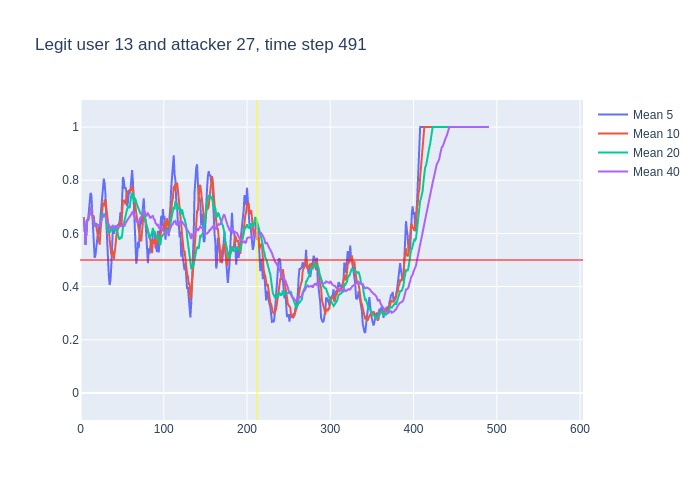 Legit user 13 and attacker 27, time step 491
Mean 5
Mean 10
Mean 20
Mean 40
1
0.8
0.6
0.4
0.2
0
0 100 200 300 400 500 600